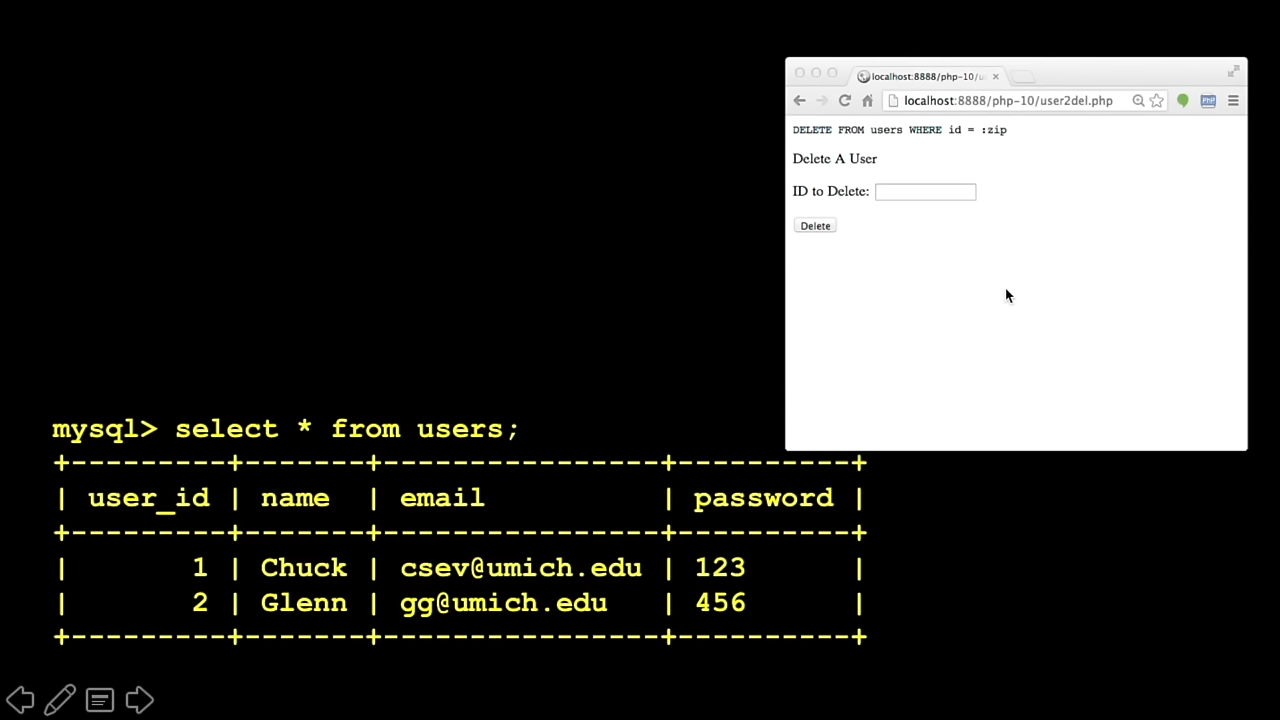 localhost:8888/php-10/u
localhost:8888/php-10/user2del.php
PHP
DELETE FROM users WHERE id = :zip
Delete A User
ID to Delete:
Delete
mysql> select * from users;
+---------+-------+-----------------+----------+
| user_id | name | email | password |
+---------+-------+-----------------+----------+
| 1 | Chuck | csev@umich.edu | 123 |
| 2 | Glenn | gg@umich.edu | 456 |
+---------+-------+-----------------+----------+